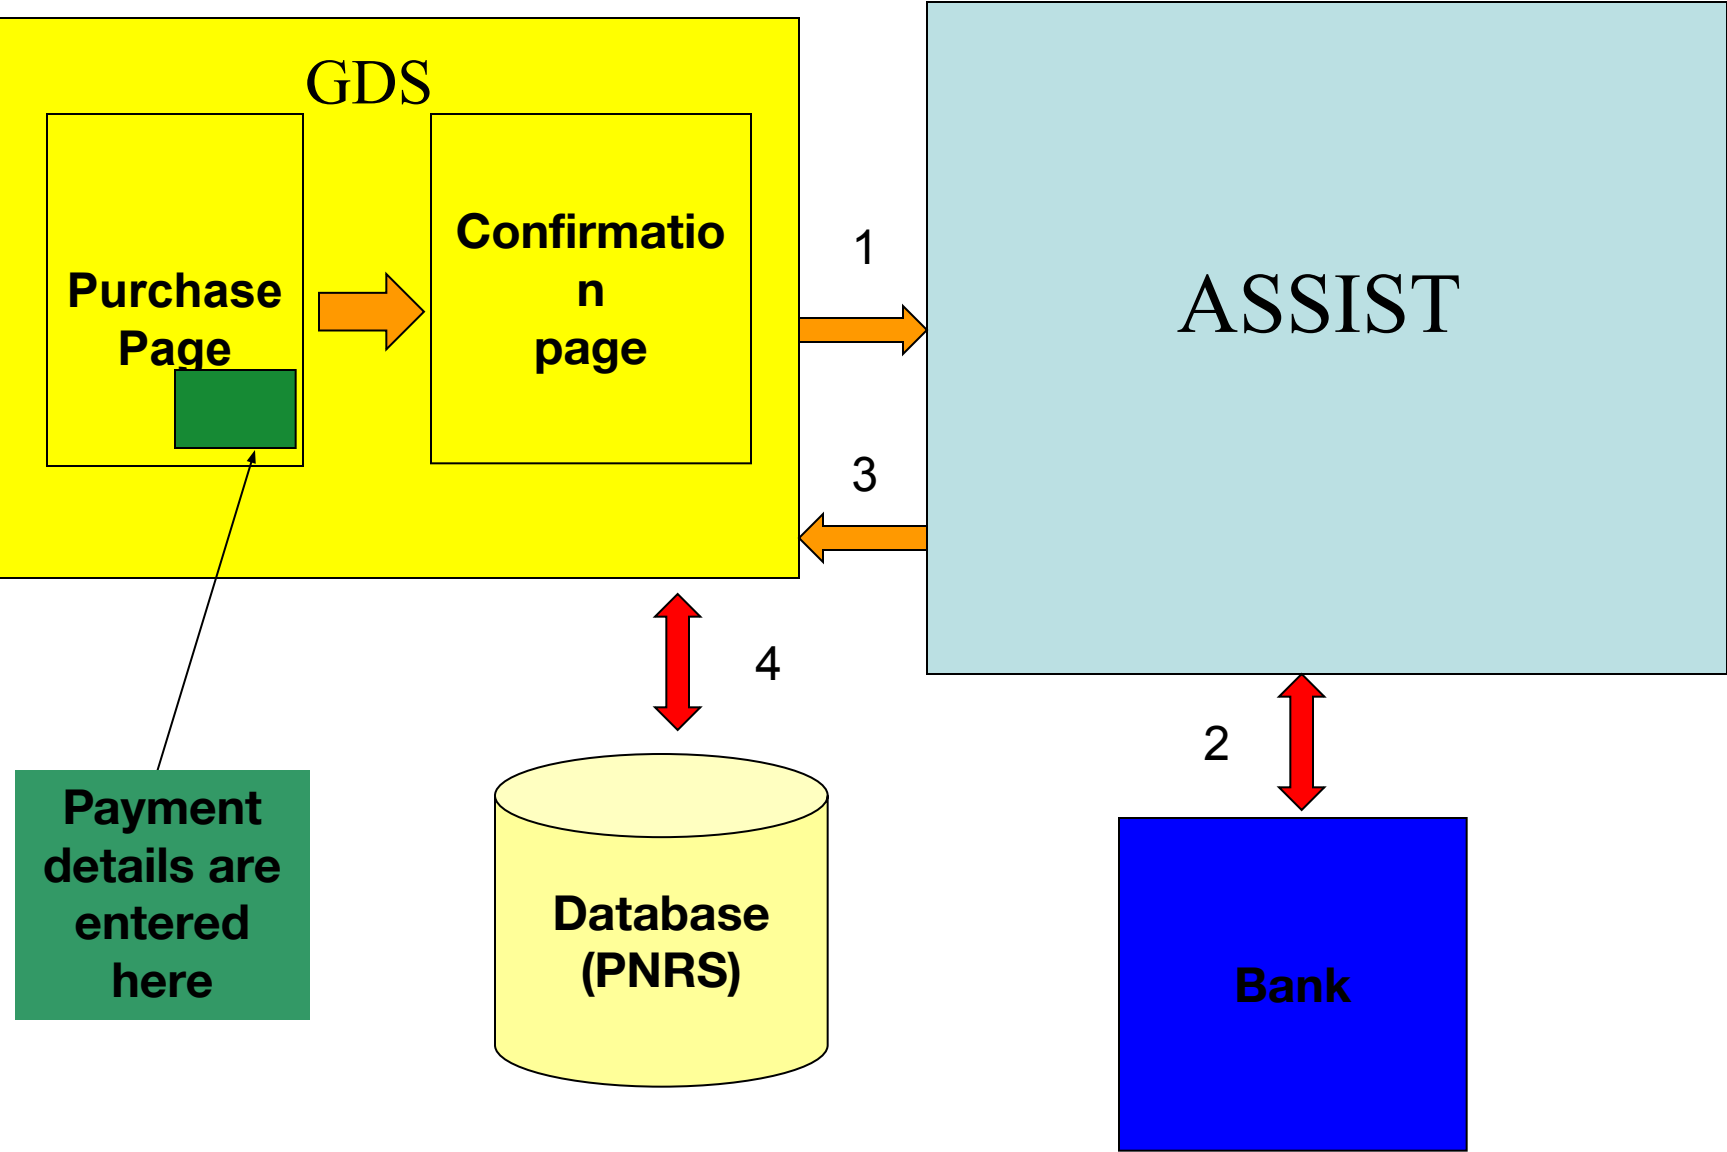 GDS
Purchase
Page
Confirmatio
n
page
1
ASSIST
3
4
2
Payment
details are
entered
here
Database
(PNRS)
Bank